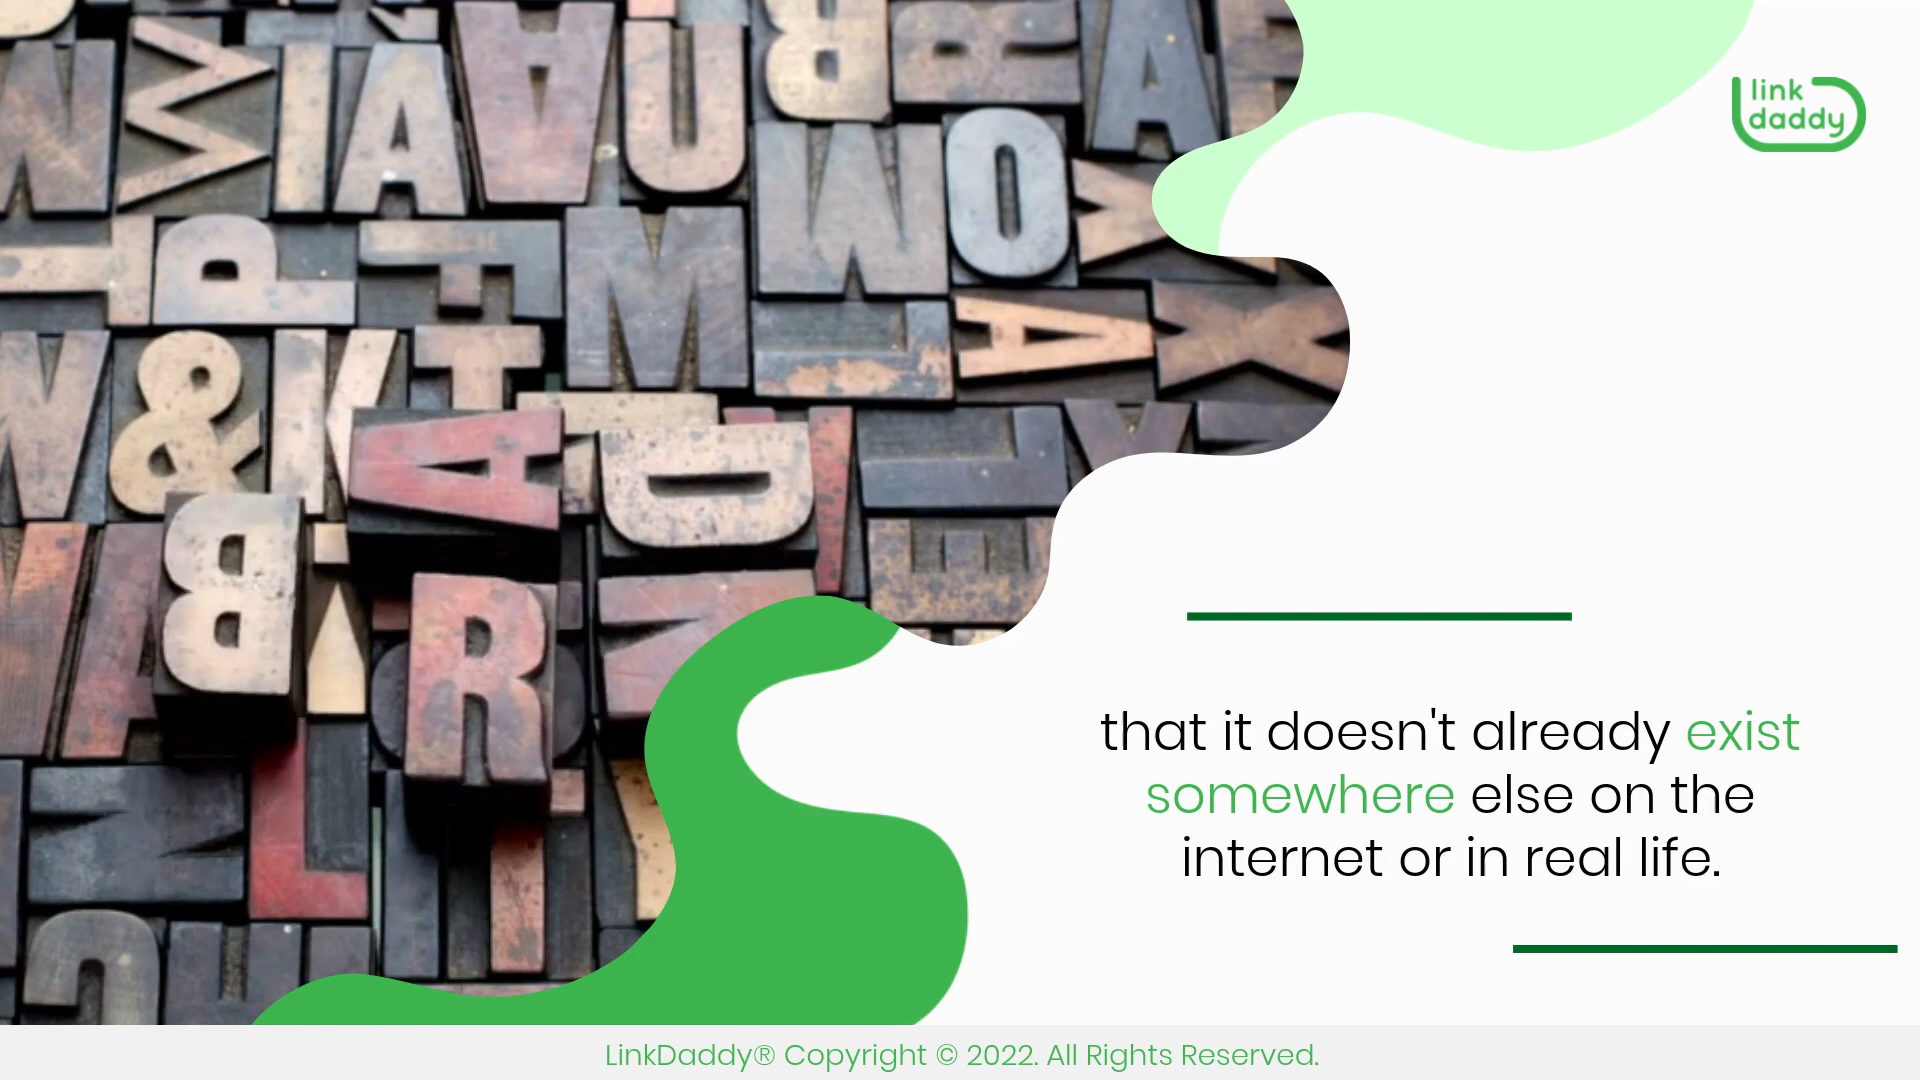 link
daddy
that it doesn't already exist
somewhere else on the
internet or in real life.
LinkDaddy® Copyright © 2022. All Rights Reserved.